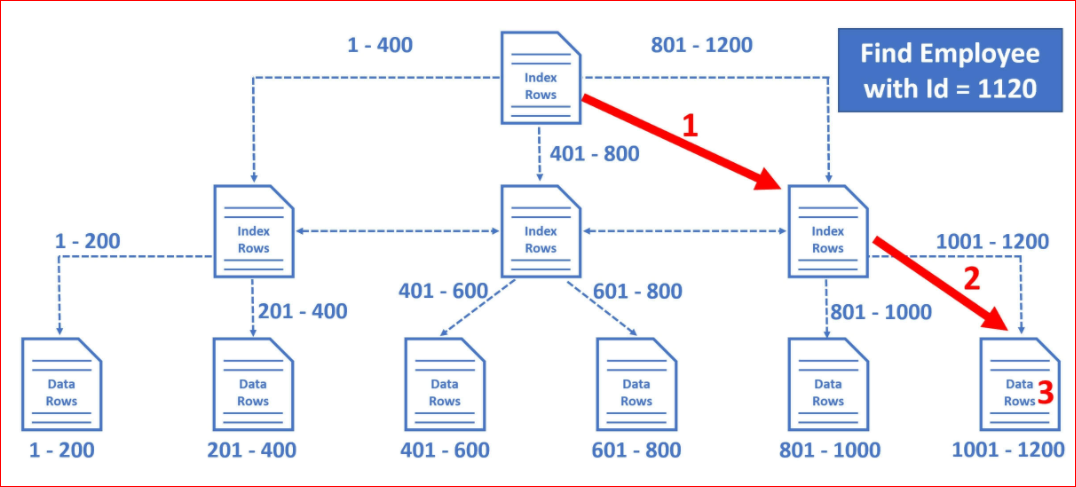 1 - 400
801 - 1200
Find Employee
with Id = 1120
Index
Rows
1
401 - 800
Index
Rows
Index
Rows
Index
Rows
1 - 200
1001 - 1200
2
401 - 600
601 - 800
201 - 400
801 - 1000
Data
Rows
Data
Rows
Data
Rows
Data
Rows
Data
Rows
Data
Rows
3
1 - 200
201 - 400
401 - 600
601 - 800
801 - 1000
1001 - 1200